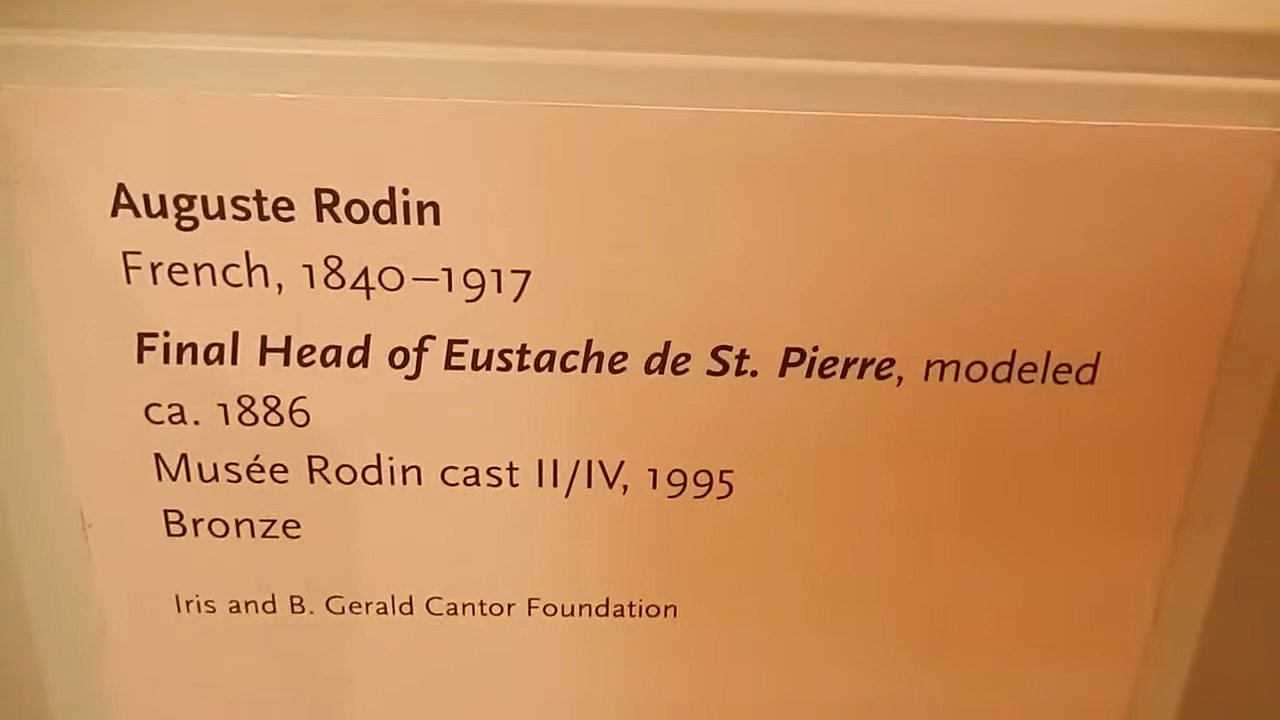 Auguste Rodin
French, 1840–1917
Final Head of Eustache de St. Pierre, modeled
ca. 1886
Musée Rodin cast II/IV, 1995
Bronze
Iris and B. Gerald Cantor Foundation